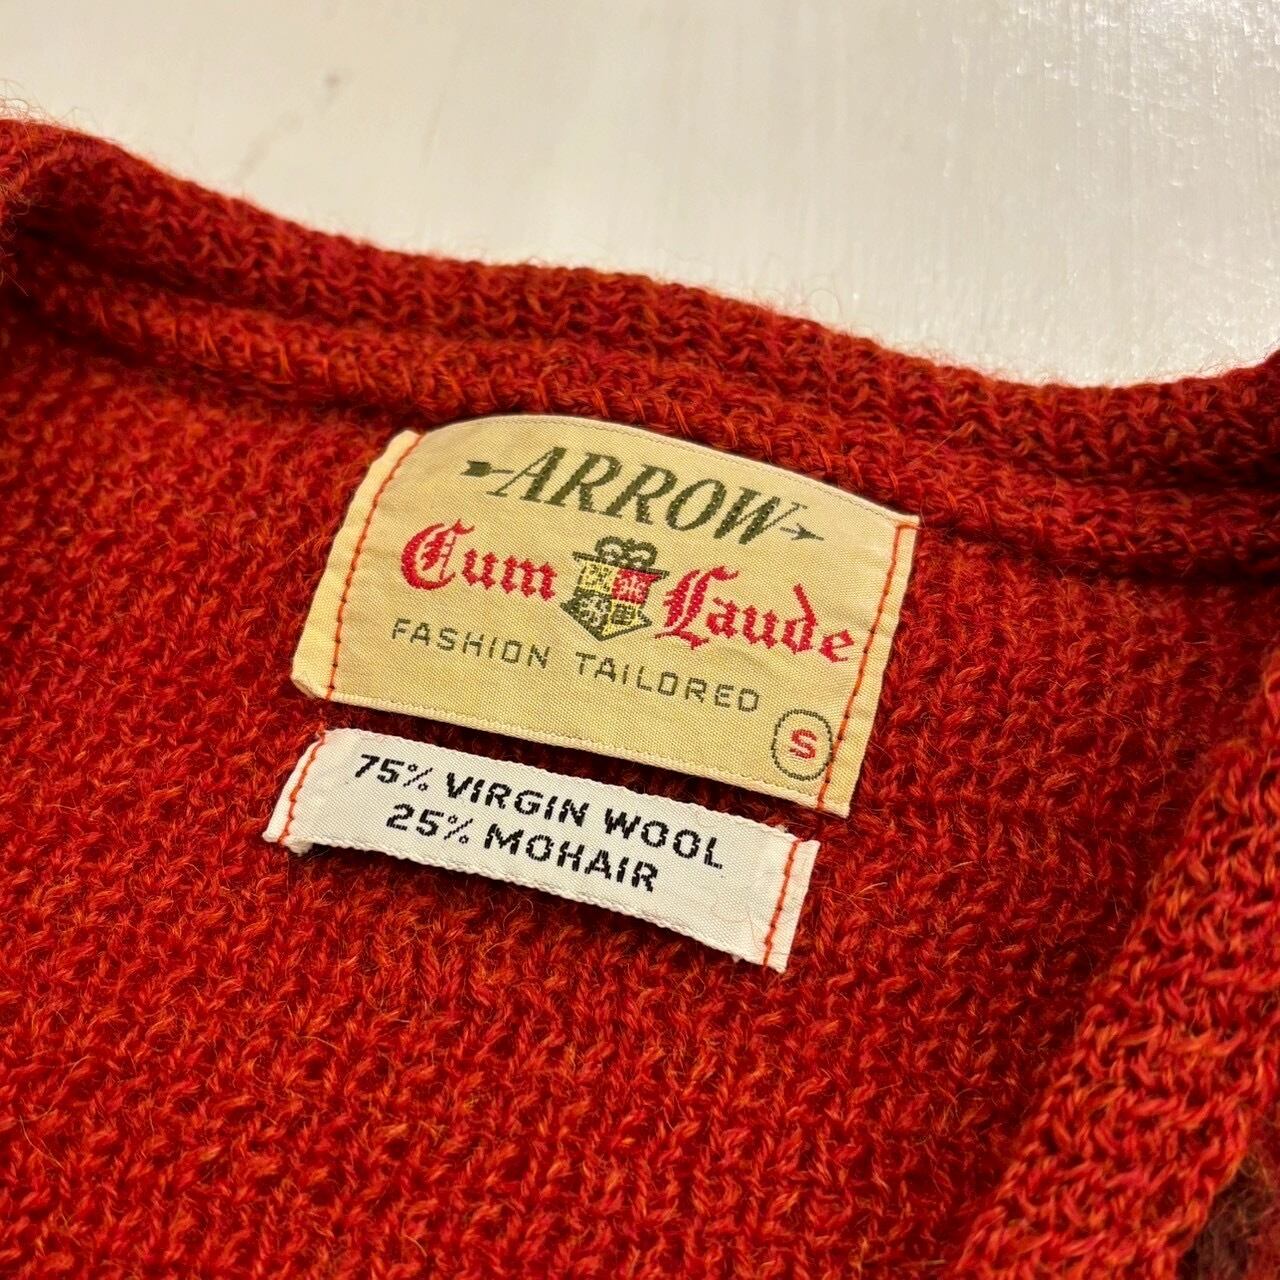 ARROW
Cum Laude
FASHION TAILORED
S
75% VIRGIN WOOL
25% MOHAIR